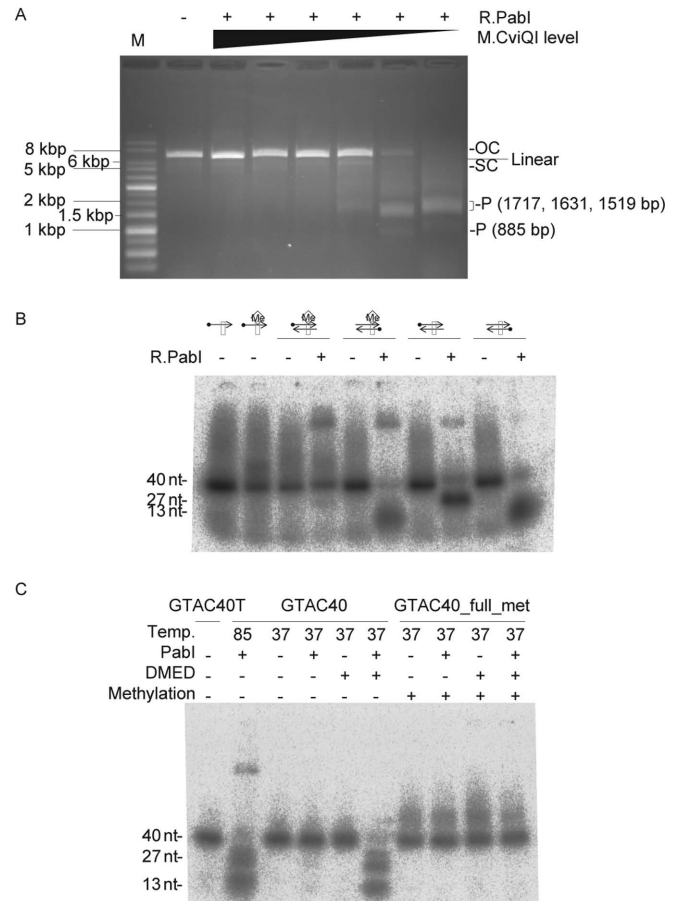 A
- + + + + + + R.PabI
M.CviQI level
M
8 kbp
6 kbp
5 kbp
2 kbp
1.5 kbp
1 kbp
-OC
Linear
-SC
-P (1717, 1631, 1519 bp)
-P (885 bp)
B
Me Me Me
R.PabI - - - + - + - + - +
40 nt-
27 nt-
13 nt-
C
GTAC40T GTAC40 GTAC40_full_met
Temp. 85 37 37 37 37 37 37 37 37
PabI - + - + - + - + - +
DMED - - - - + + - - + +
Methylation - - - - - - + + + +
40 nt-
27 nt-
13 nt-